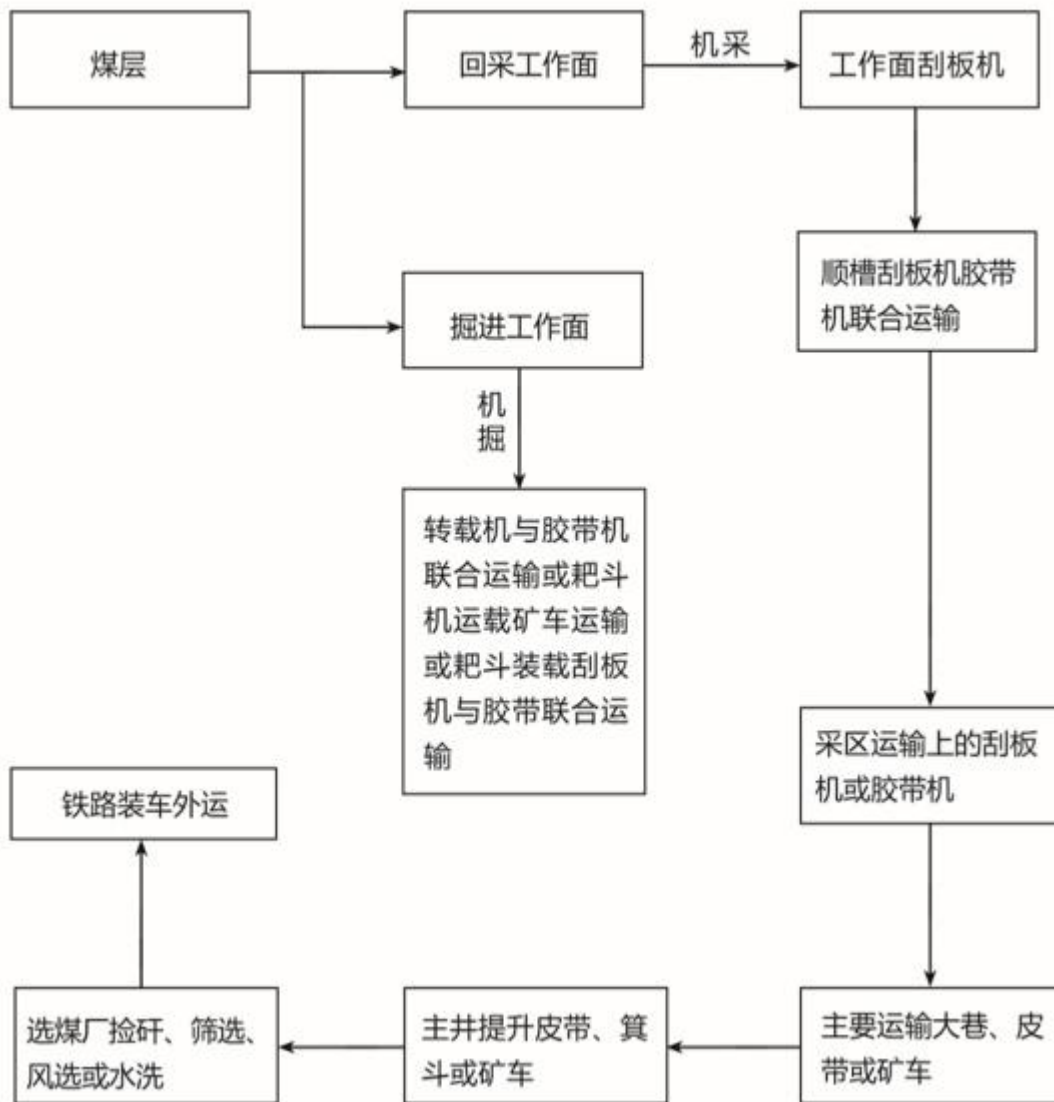 煤层
回采工作面
机采
工作面刮板机
顺槽刮板机胶带
机联合运输
掘进工作面
机
掘
转载机与胶带机
联合运输或耙斗
机运载矿车运输
或耙斗装载刮板
机与胶带联合运
输
采区运输上的刮板
机或胶带机
铁路装车外运
选煤厂捡矸、筛选、
风选或水洗
主井提升皮带、箕
斗或矿车
主要运输大巷、皮
带或矿车